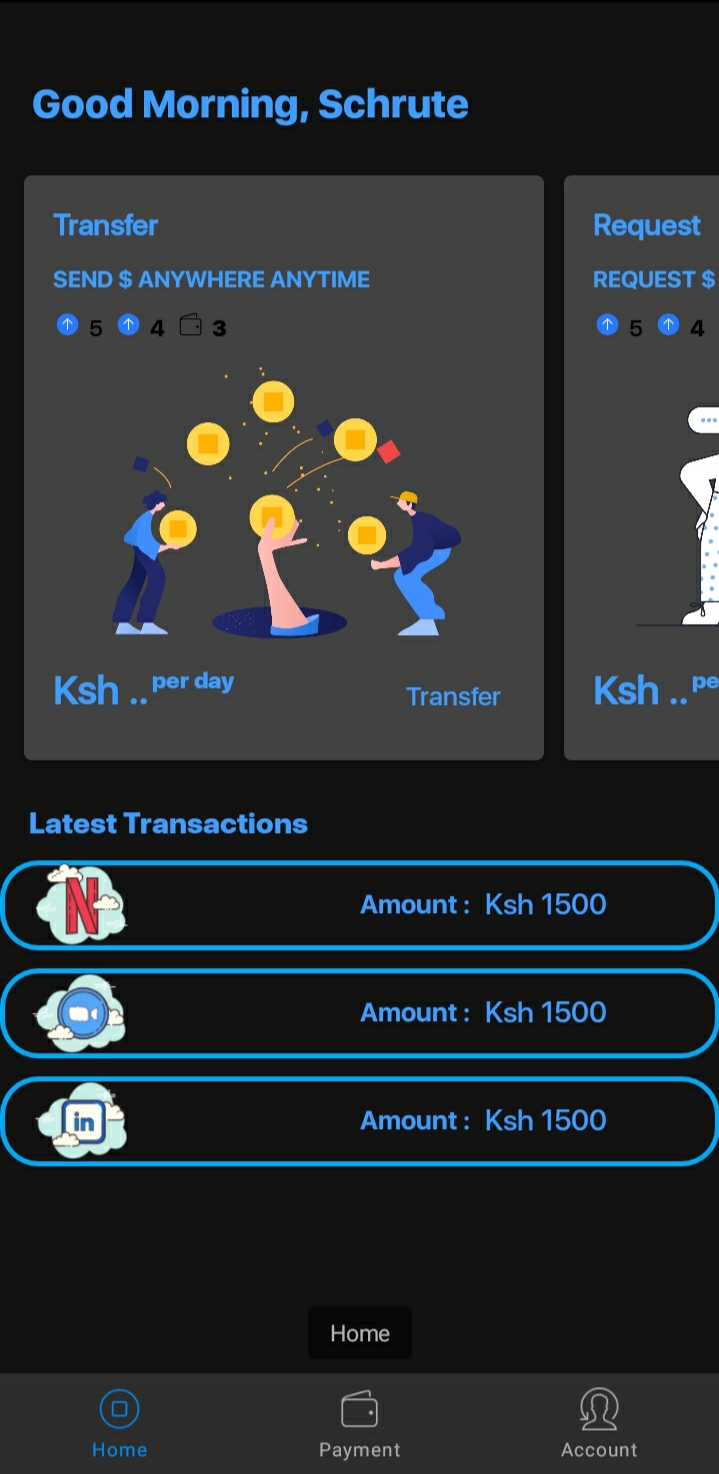 Good Morning, Schrute
Transfer
SEND $ ANYWHERE ANYTIME
5 4 3
Ksh .. per day
Transfer
Request
REQUEST $
5 4
Ksh .. pe
Latest Transactions
N
Amount : Ksh 1500
Amount : Ksh 1500
in
Amount : Ksh 1500
Home
Home
Payment
Account